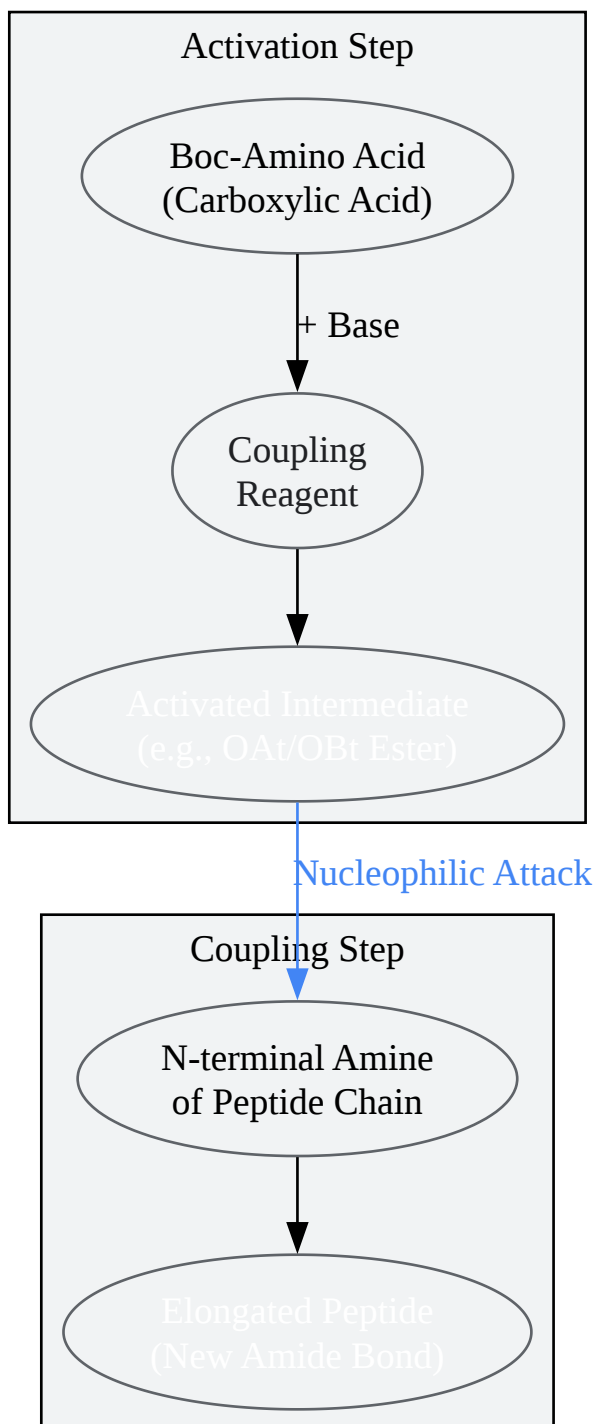 Activation Step
Boc-Amino Acid
(Carboxylic Acid)
+ Base
Coupling
Reagent
Activated Intermediate
(e.g., OAt/OBt Ester)
Nucleophilic Attack
Coupling Step
N-terminal Amine
of Peptide Chain
Elongated Peptide
(New Amide Bond)